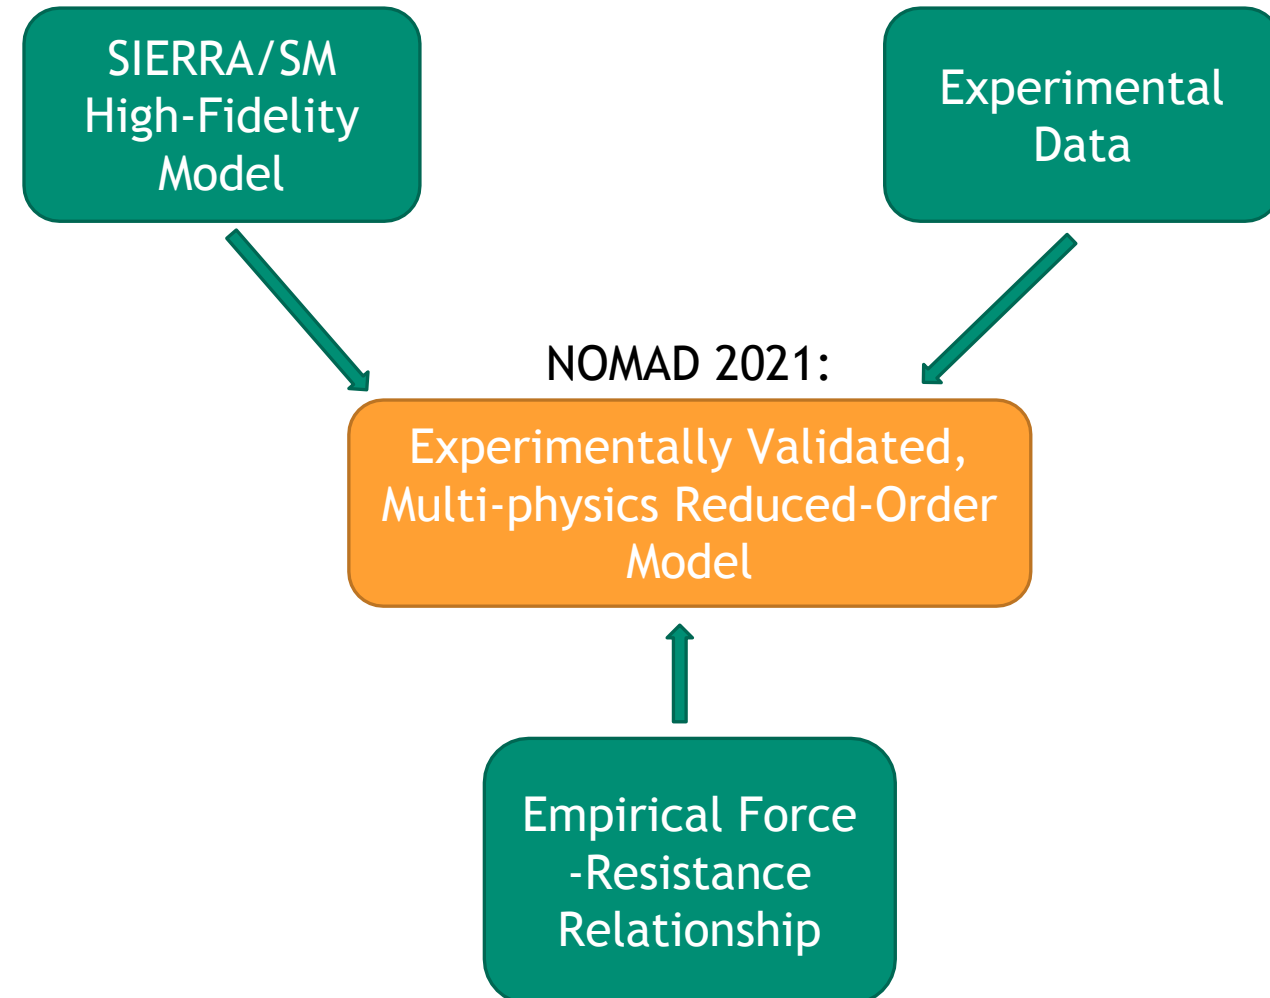 SIERRA/SM
High-Fidelity
Model
Experimental
Data
NOMAD 2021:
Experimentally Validated,
Multi-physics Reduced-Order
Model
Empirical Force
-Resistance
Relationship